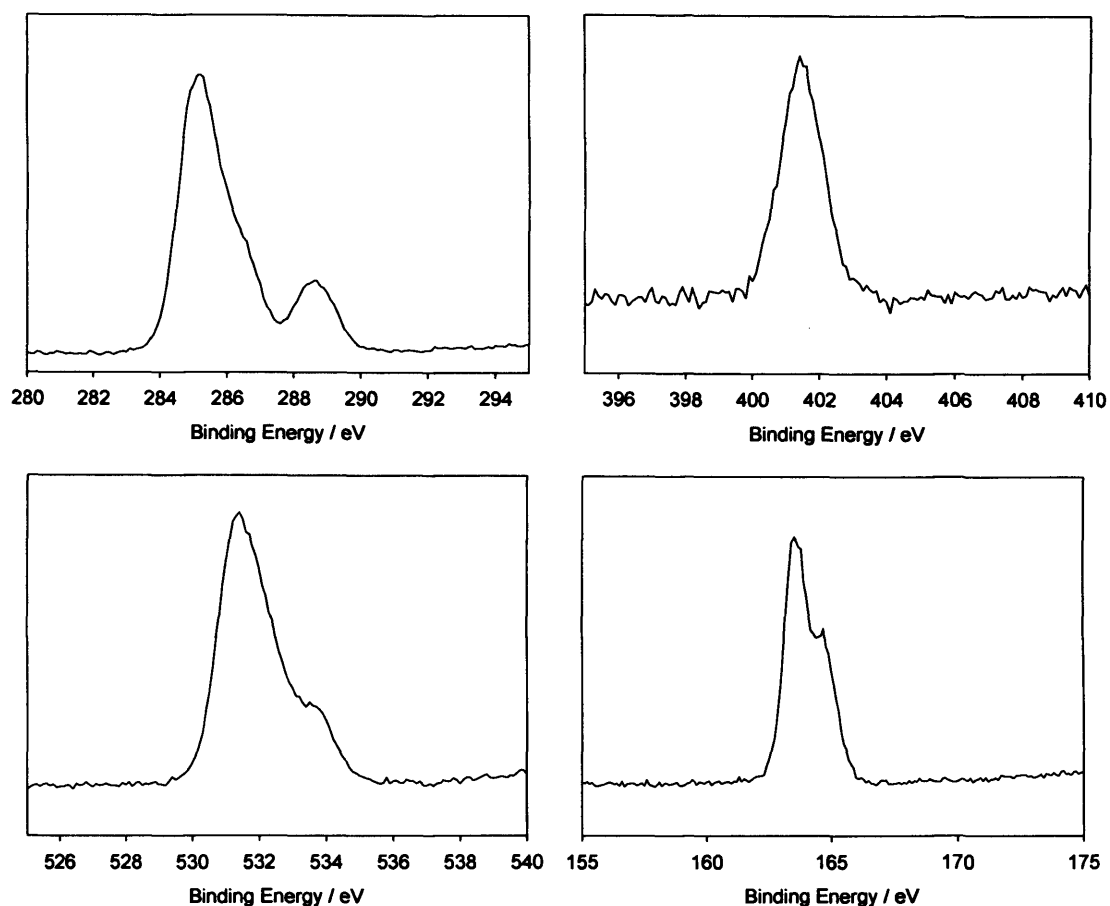 280 282 284 286 288 290 292 294
Binding Energy / eV
396 398 400 402 404 406 408 410
Binding Energy / eV
526 528 530 532 534 536 538 540
Binding Energy / eV
155 160 165 170 175
Binding Energy / eV